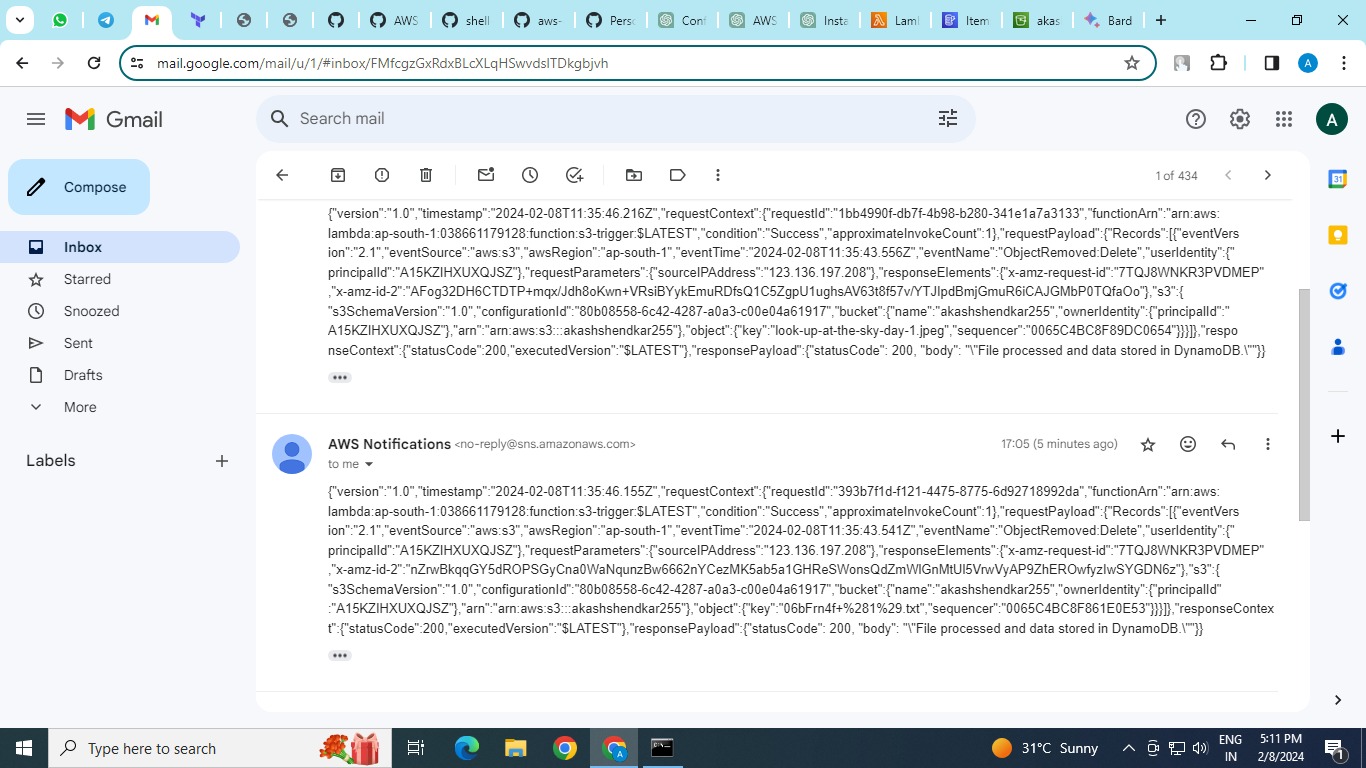 AWS
shell
aws-
Perso
Conf
AWS
Insta
Lam
Item
akas
Bard
mail.google.com/mail/u/1/#inbox/FMfcgzGxRdxBLcXLqHSwvdslTDkgbjvh
A
Gmail
Search mail
A
Compose
1 of 434
Inbox
Starred
Snoozed
Sent
Drafts
More
Labels
31
{"version":"1.0","timestamp":"2024-02-08T11:35:46.216Z","requestContext":{"requestId":"1bb4990f-db7f-4b98-b280-341e1a7a3133","functionArn":"arn:aws:
lambda:ap-south-1:038661179128:function:s3-trigger:$LATEST","condition":"Success","approximateInvokeCount":1},"requestPayload":{"Records":[{"eventVers
ion":"2.1","eventSource":"aws:s3","awsRegion":"ap-south-1","eventTime":"2024-02-08T11:35:43.556Z","eventName":"ObjectRemoved:Delete","userIdentity":{"
principalId":"A15KZIHXUXQJSZ"},"requestParameters":{"sourceIPAddress":"123.136.197.208"},"responseElements":{"x-amz-request-id":"7TQJ8WNKR3PVDMEP"
,"x-amz-id-2":"AFog32DH6CTDTP+mqx/Jdh8oKwn+VRsiBYykEmuRDfsQ1C5ZgpU1ughsAV63t8f57v/YTJIpdBmjGmuR6iCAJGMbP0TQfaOo"},"s3":{
"s3SchemaVersion":"1.0","configurationId":"80b08558-6c42-4287-a0a3-c00e04a61917","bucket":{"name":"akashshendkar255","ownerIdentity":{"principalId":"
A15KZIHXUXQJSZ"},"arn":"arn:aws:s3:::akashshendkar255"},"object":{"key":"look-up-at-the-sky-day-1.jpeg","sequencer":"0065C4BC8F89DC0654"}}}]},"respo
nseContext":{"statusCode":200,"executedVersion":"$LATEST"},"responsePayload":{"statusCode": 200, "body": "\"File processed and data stored in DynamoDB.\""}}
AWS Notifications <no-reply@sns.amazonaws.com>
17:05 (5 minutes ago)
to me
{"version":"1.0","timestamp":"2024-02-08T11:35:46.155Z","requestContext":{"requestId":"393b7f1d-f121-4475-8775-6d92718992da","functionArn":"arn:aws:
lambda:ap-south-1:038661179128:function:s3-trigger:$LATEST","condition":"Success","approximateInvokeCount":1},"requestPayload":{"Records":[{"eventVers
ion":"2.1","eventSource":"aws:s3","awsRegion":"ap-south-1","eventTime":"2024-02-08T11:35:43.541Z","eventName":"ObjectRemoved:Delete","userIdentity":{"
principalId":"A15KZIHXUXQJSZ"},"requestParameters":{"sourceIPAddress":"123.136.197.208"},"responseElements":{"x-amz-request-id":"7TQJ8WNKR3PVDMEP"
,"x-amz-id-2":"nZrwBkqqGY5dROPSGyCna0WaNqunzBw6662nYCezMK5ab5a1GHReSWonsQdZmWlGnMtUl5VrwVyAP9ZhEROwfyzIwSYGDN6z"},"s3":{
"s3SchemaVersion":"1.0","configurationId":"80b08558-6c42-4287-a0a3-c00e04a61917","bucket":{"name":"akashshendkar255","ownerIdentity":{"principalId"
:"A15KZIHXUXQJSZ"},"arn":"arn:aws:s3:::akashshendkar255"},"object":{"key":"06bFrn4f+%281%29.txt","sequencer":"0065C4BC8F861E0E53"}}}]},"responseContex
t":{"statusCode":200,"executedVersion":"$LATEST"},"responsePayload":{"statusCode": 200, "body": "\"File processed and data stored in DynamoDB.\""}}
Type here to search
31°C Sunny
ENG
IN
5:11 PM
2/8/2024
1